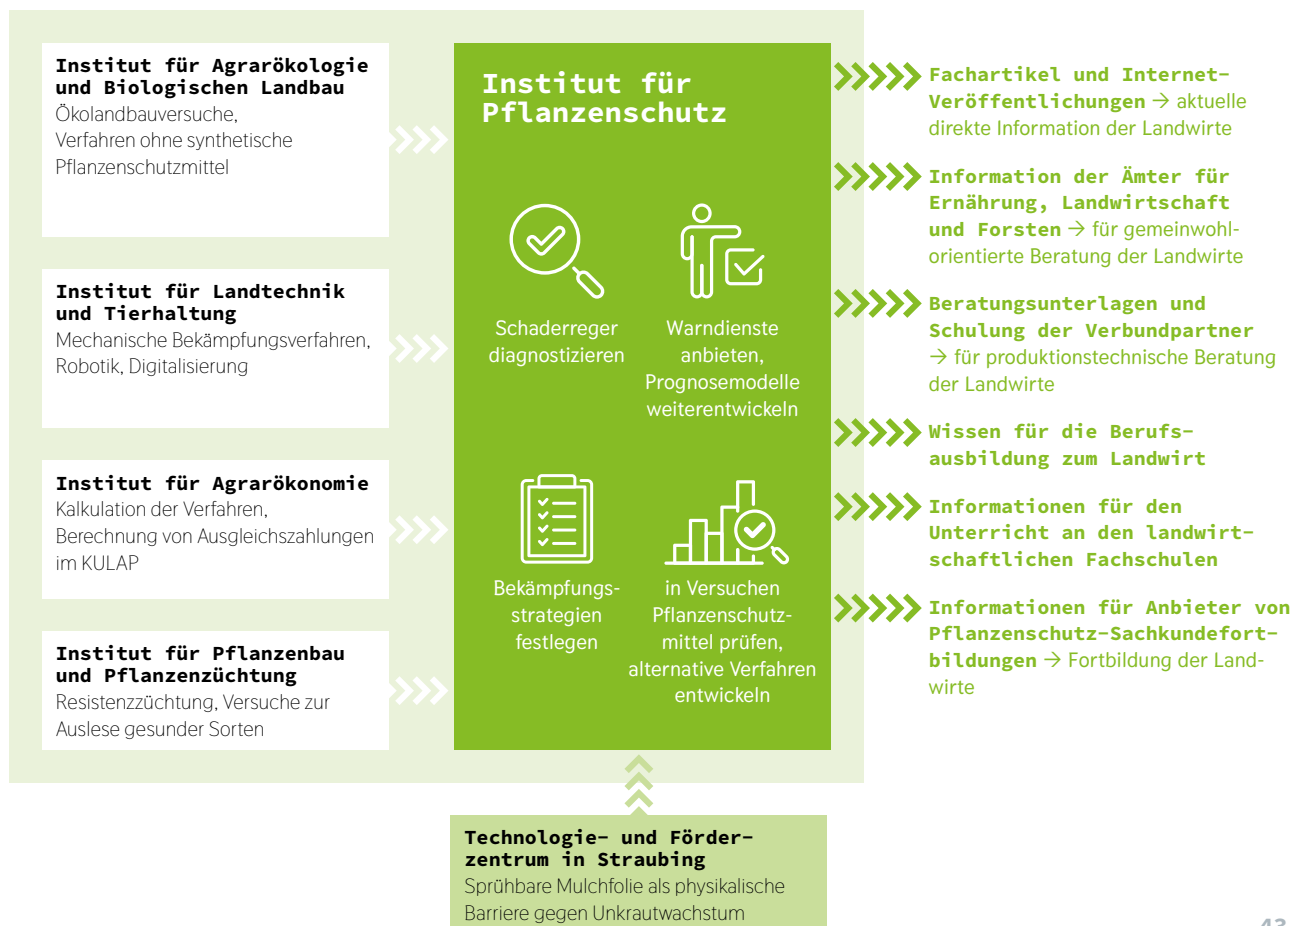 Institut für Agrarökologie
und Biologischen Landbau
Ökolandbauversuche,
Verfahren ohne synthetische
Pflanzenschutzmittel
Institut für Landtechnik
und Tierhaltung
Mechanische Bekämpfungsverfahren,
Robotik, Digitalisierung
Institut für Agrarökonomie
Kalkulation der Verfahren,
Berechnung von Ausgleichszahlungen
im KULAP
Institut für Pflanzenbau
und Pflanzenzüchtung
Resistenzzüchtung, Versuche zur
Auslese gesunder Sorten
Institut für
Pflanzenschutz
Schaderreger
diagnostizieren
Warndienste
anbieten,
Prognosemodelle
weiterentwickeln
Bekämpfungs-
strategien
festlegen
in Versuchen
Pflanzenschutz-
mittel prüfen,
alternative Verfahren
entwickeln
Technologie- und Förder-
zentrum in Straubing
Sprühbare Mulchfolie als physikalische
Barriere gegen Unkrautwachstum
Fachartikel und Internet-
Veröffentlichungen → aktuelle
direkte Information der Landwirte
Information der Ämter für
Ernährung, Landwirtschaft
und Forsten → für gemeinwohl-
orientierte Beratung der Landwirte
Beratungsunterlagen und
Schulung der Verbundpartner
→ für produktionstechnische Beratung
der Landwirte
Wissen für die Berufs-
ausbildung zum Landwirt
Informationen für den
Unterricht an den landwirt-
schaftlichen Fachschulen
Informationen für Anbieter von
Pflanzenschutz-Sachkundefort-
bildungen → Fortbildung der Land-
wirte